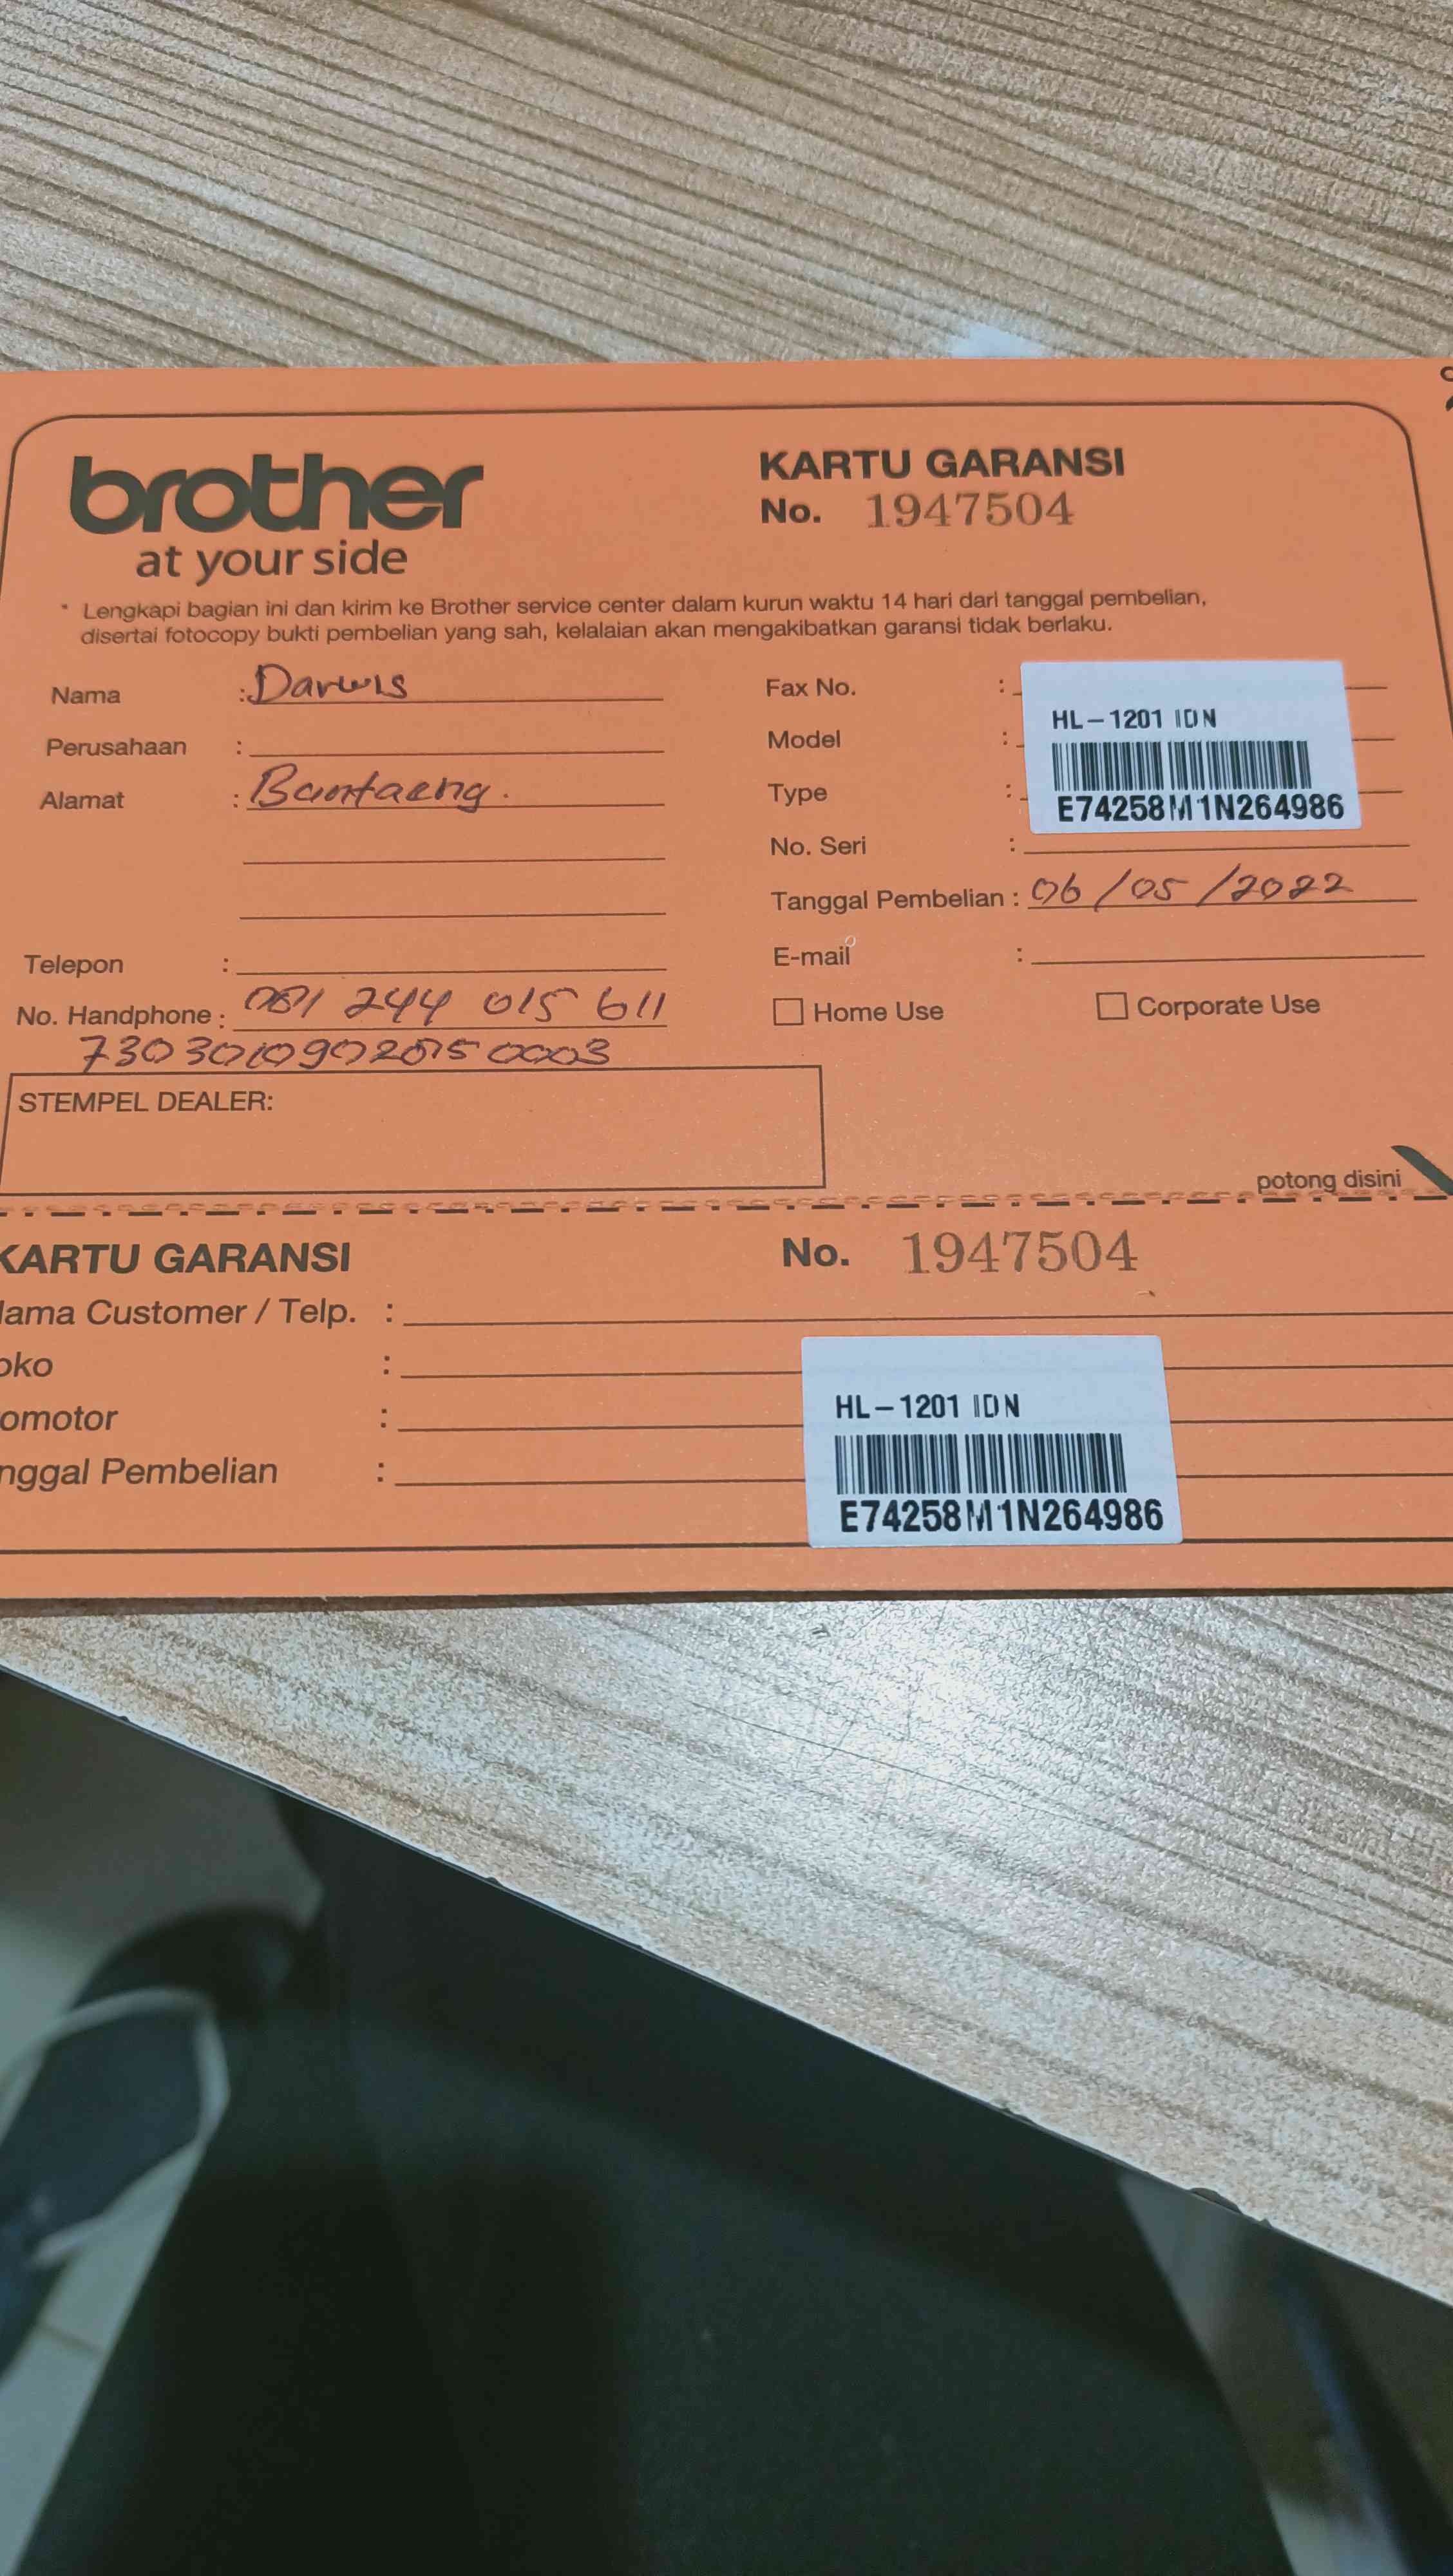 brother
at your side
KARTU GARANSI
No. 1947504
* Lengkapi bagian ini dan kirim ke Brother service center dalam kurun waktu 14 hari dari tanggal pembelian,
disertai fotocopy bukti pembelian yang sah, kelalaian akan mengakibatkan garansi tidak berlaku.
Nama : Darwis
Perusahaan :
Alamat : Bantaeng.
Telepon :
No. Handphone : 081 244 015 611
Fax No. :
Model :
Type :
No. Seri :
HL-1201 IDN
E74258M1N264986
Tanggal Pembelian : 06/05/2022
E-mail :
Home Use
Corporate Use
STEMPEL DEALER:
potong disini
KARTU GARANSI No. 1947504
lama Customer / Telp. :
oko :
omotor :
nggal Pembelian :
HL-1201 IDN
E74258M1N264986